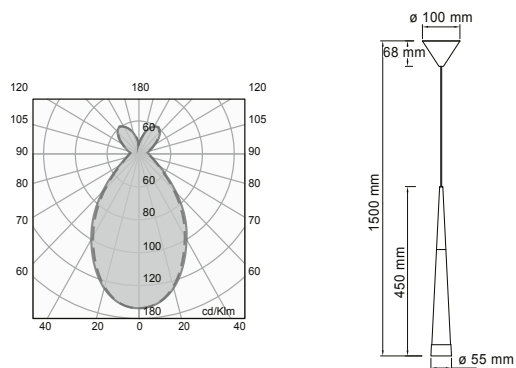 ø 100 mm
68 mm
120 180 120
105 60 105
90 90
80 60 80
70 80 70
100
60 120 60
180 cd/Klm
40 20 0 20 40
1500 mm
450 mm
ø 55 mm